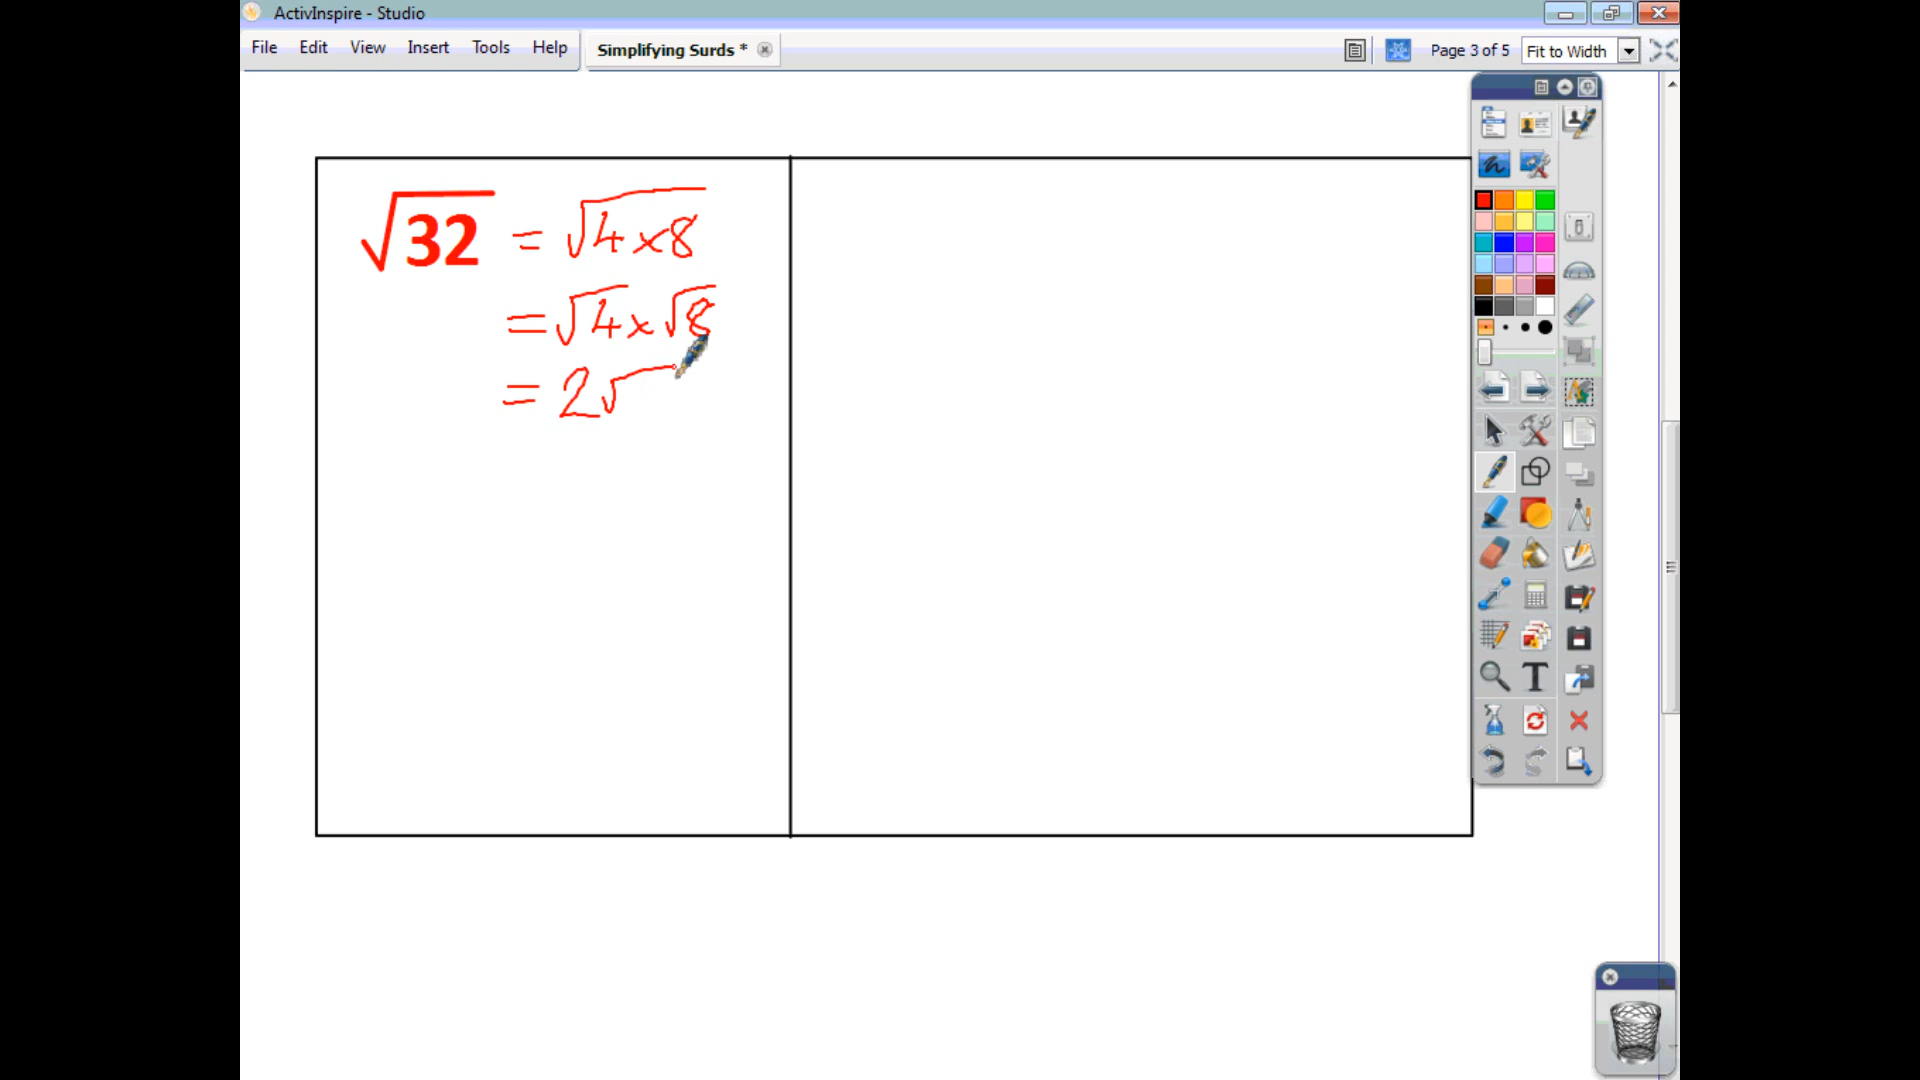 ActivInspire - Studio
File Edit View Insert Tools Help
Simplifying Surds *
Page 3 of 5
Fit to Width
√32 = √4×8
= √4 × √8
= 2√
T